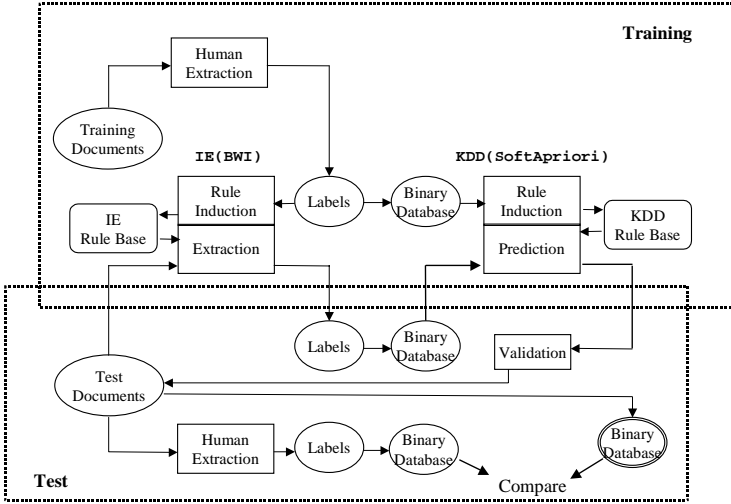 Training
Human
Extraction
Training
Documents
IE(BWI)
KDD(SoftApriori)
Rule
Induction
Labels
Binary
Database
Rule
Induction
IE
Rule Base
KDD
Rule Base
Extraction
Prediction
Labels
Binary
Database
Validation
Test
Documents
Human
Extraction
Labels
Binary
Database
Binary
Database
Compare
Test